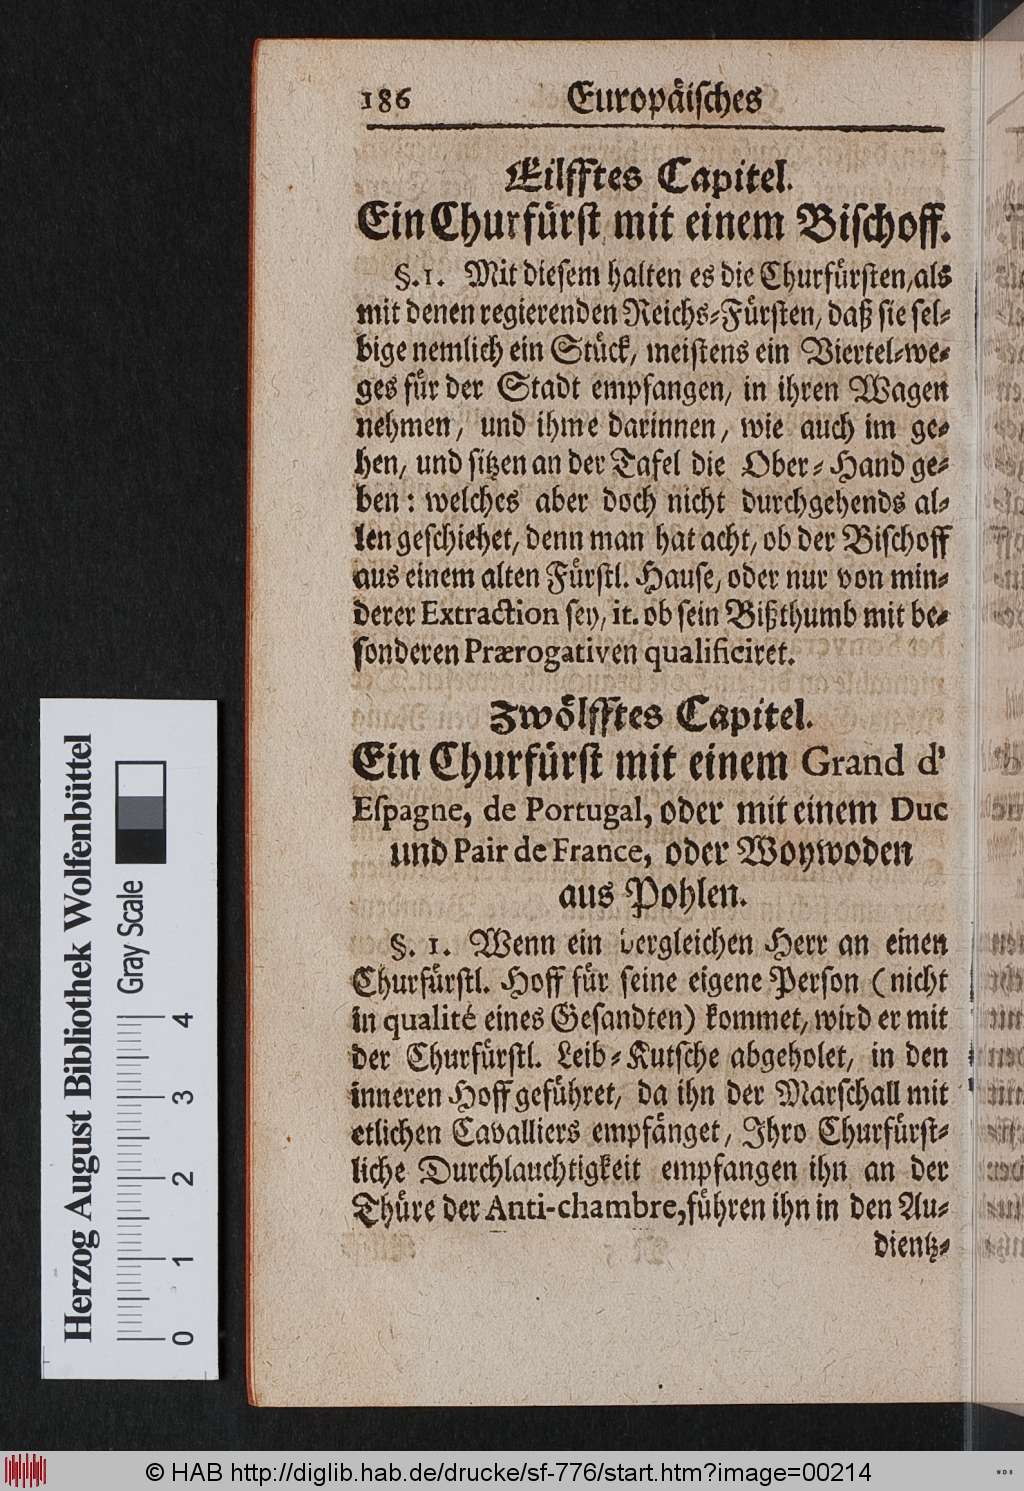 186 Europäiſches
Eilfftes Capitel.
Ein Churfürſt mit einem Biſchoff.
§. 1. Mit dieſem halten es die Churfürſten, als
mit denen regierenden Reichs-Fürſten, daß ſie ſel-
bige nemlich ein Stück, meiſtens ein Viertel-we-
ges für der Stadt empfangen, in ihren Wagen
nehmen, und ihme darinnen, wie auch im ge-
hen, und ſitzen an der Tafel die Ober-Hand ge-
ben: welches aber doch nicht durchgehends al-
len geſchiehet, denn man hat acht, ob der Biſchoff
aus einem alten Fürſtl. Hauſe, oder nur von min-
derer Extraction ſey, it. ob ſein Bißthumb mit be-
ſonderen Prærogativen qualificiret.
Zwölfftes Capitel.
Ein Churfürſt mit einem Grand d'
Eſpagne, de Portugal, oder mit einem Duc
und Pair de France, oder Woywoden
aus Pohlen.
§. 1. Wenn ein dergleichen Herr an einen
Churfürſtl. Hoff für ſeine eigene Perſon (nicht
in qualité eines Geſandten) kommet, wird er mit
der Churfürſtl. Leib-Kutſche abgeholet, in den
inneren Hoff geführet, da ihn der Marſchall mit
etlichen Cavalliers empfänget, Ihro Churfürſt-
liche Durchlauchtigkeit empfangen ihn an der
Thüre der Anti-chambre, führen ihn in den Au-
dientz-
Herzog August Bibliothek Wolfenbüttel
Gray Scale
0 1 2 3 4
© HAB http://diglib.hab.de/drucke/sf-776/start.htm?image=00214
WDB